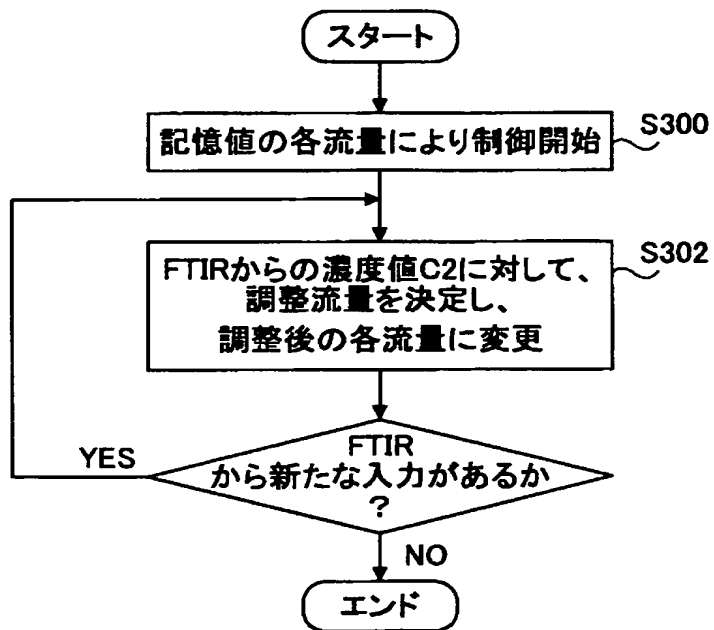 スタート
記憶値の各流量により制御開始
S300
FTIRからの濃度値C2に対して、
調整流量を決定し、
調整後の各流量に変更
S302
FTIR
から新たな入力があるか
?
YES
NO
エンド